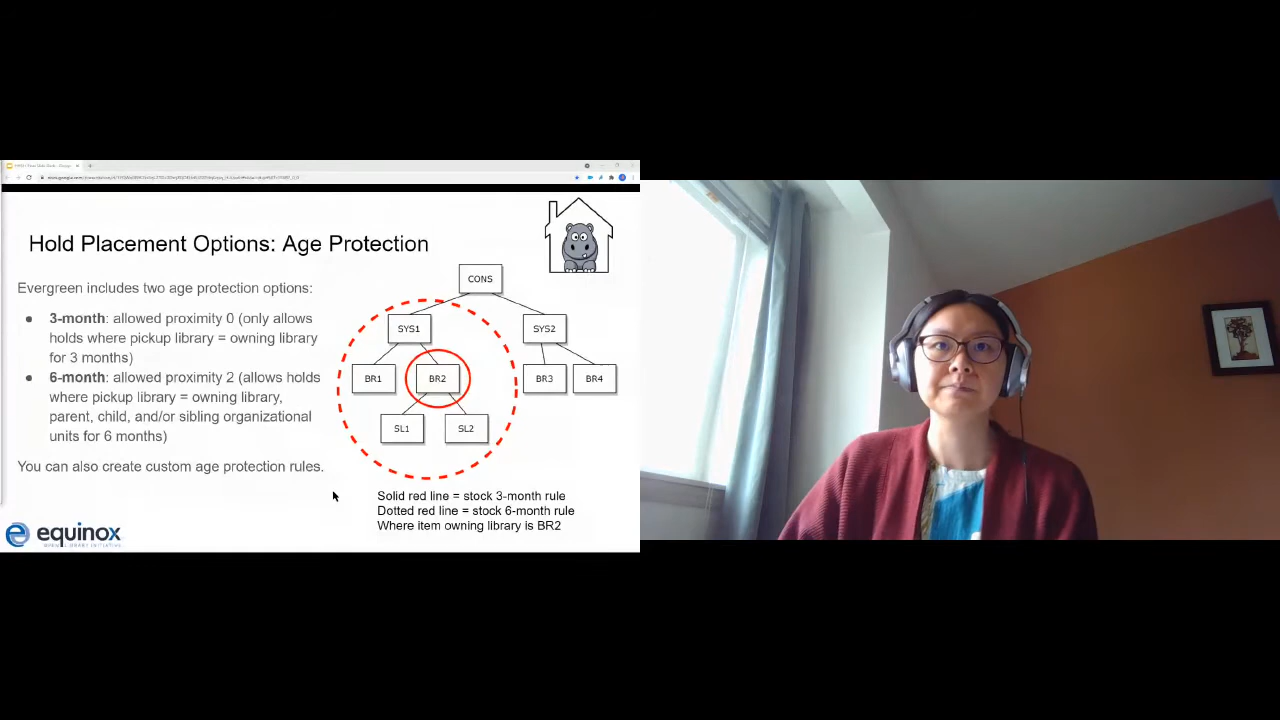 Hold Placement Options: Age Protection
Evergreen includes two age protection options:
● 3-month: allowed proximity 0 (only allows
holds where pickup library = owning library
for 3 months)
● 6-month: allowed proximity 2 (allows holds
where pickup library = owning library,
parent, child, and/or sibling organizational
units for 6 months)
You can also create custom age protection rules.
CONS
SYS1
SYS2
BR1
BR2
BR3
BR4
SL1
SL2
Solid red line = stock 3-month rule
Dotted red line = stock 6-month rule
Where item owning library is BR2
equinox